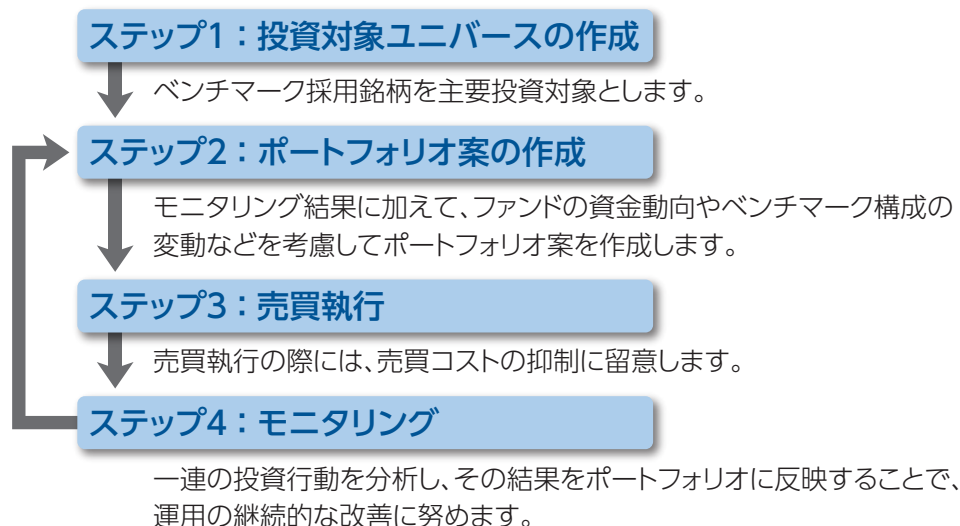 ステップ1：投資対象ユニバースの作成
ベンチマーク採用銘柄を主要投資対象とします。
ステップ2：ポートフォリオ案の作成
モニタリング結果に加えて、ファンドの資金動向やベンチマーク構成の
変動などを考慮してポートフォリオ案を作成します。
ステップ3：売買執行
売買執行の際には、売買コストの抑制に留意します。
ステップ4：モニタリング
一連の投資行動を分析し、その結果をポートフォリオに反映することで、
運用の継続的な改善に努めます。